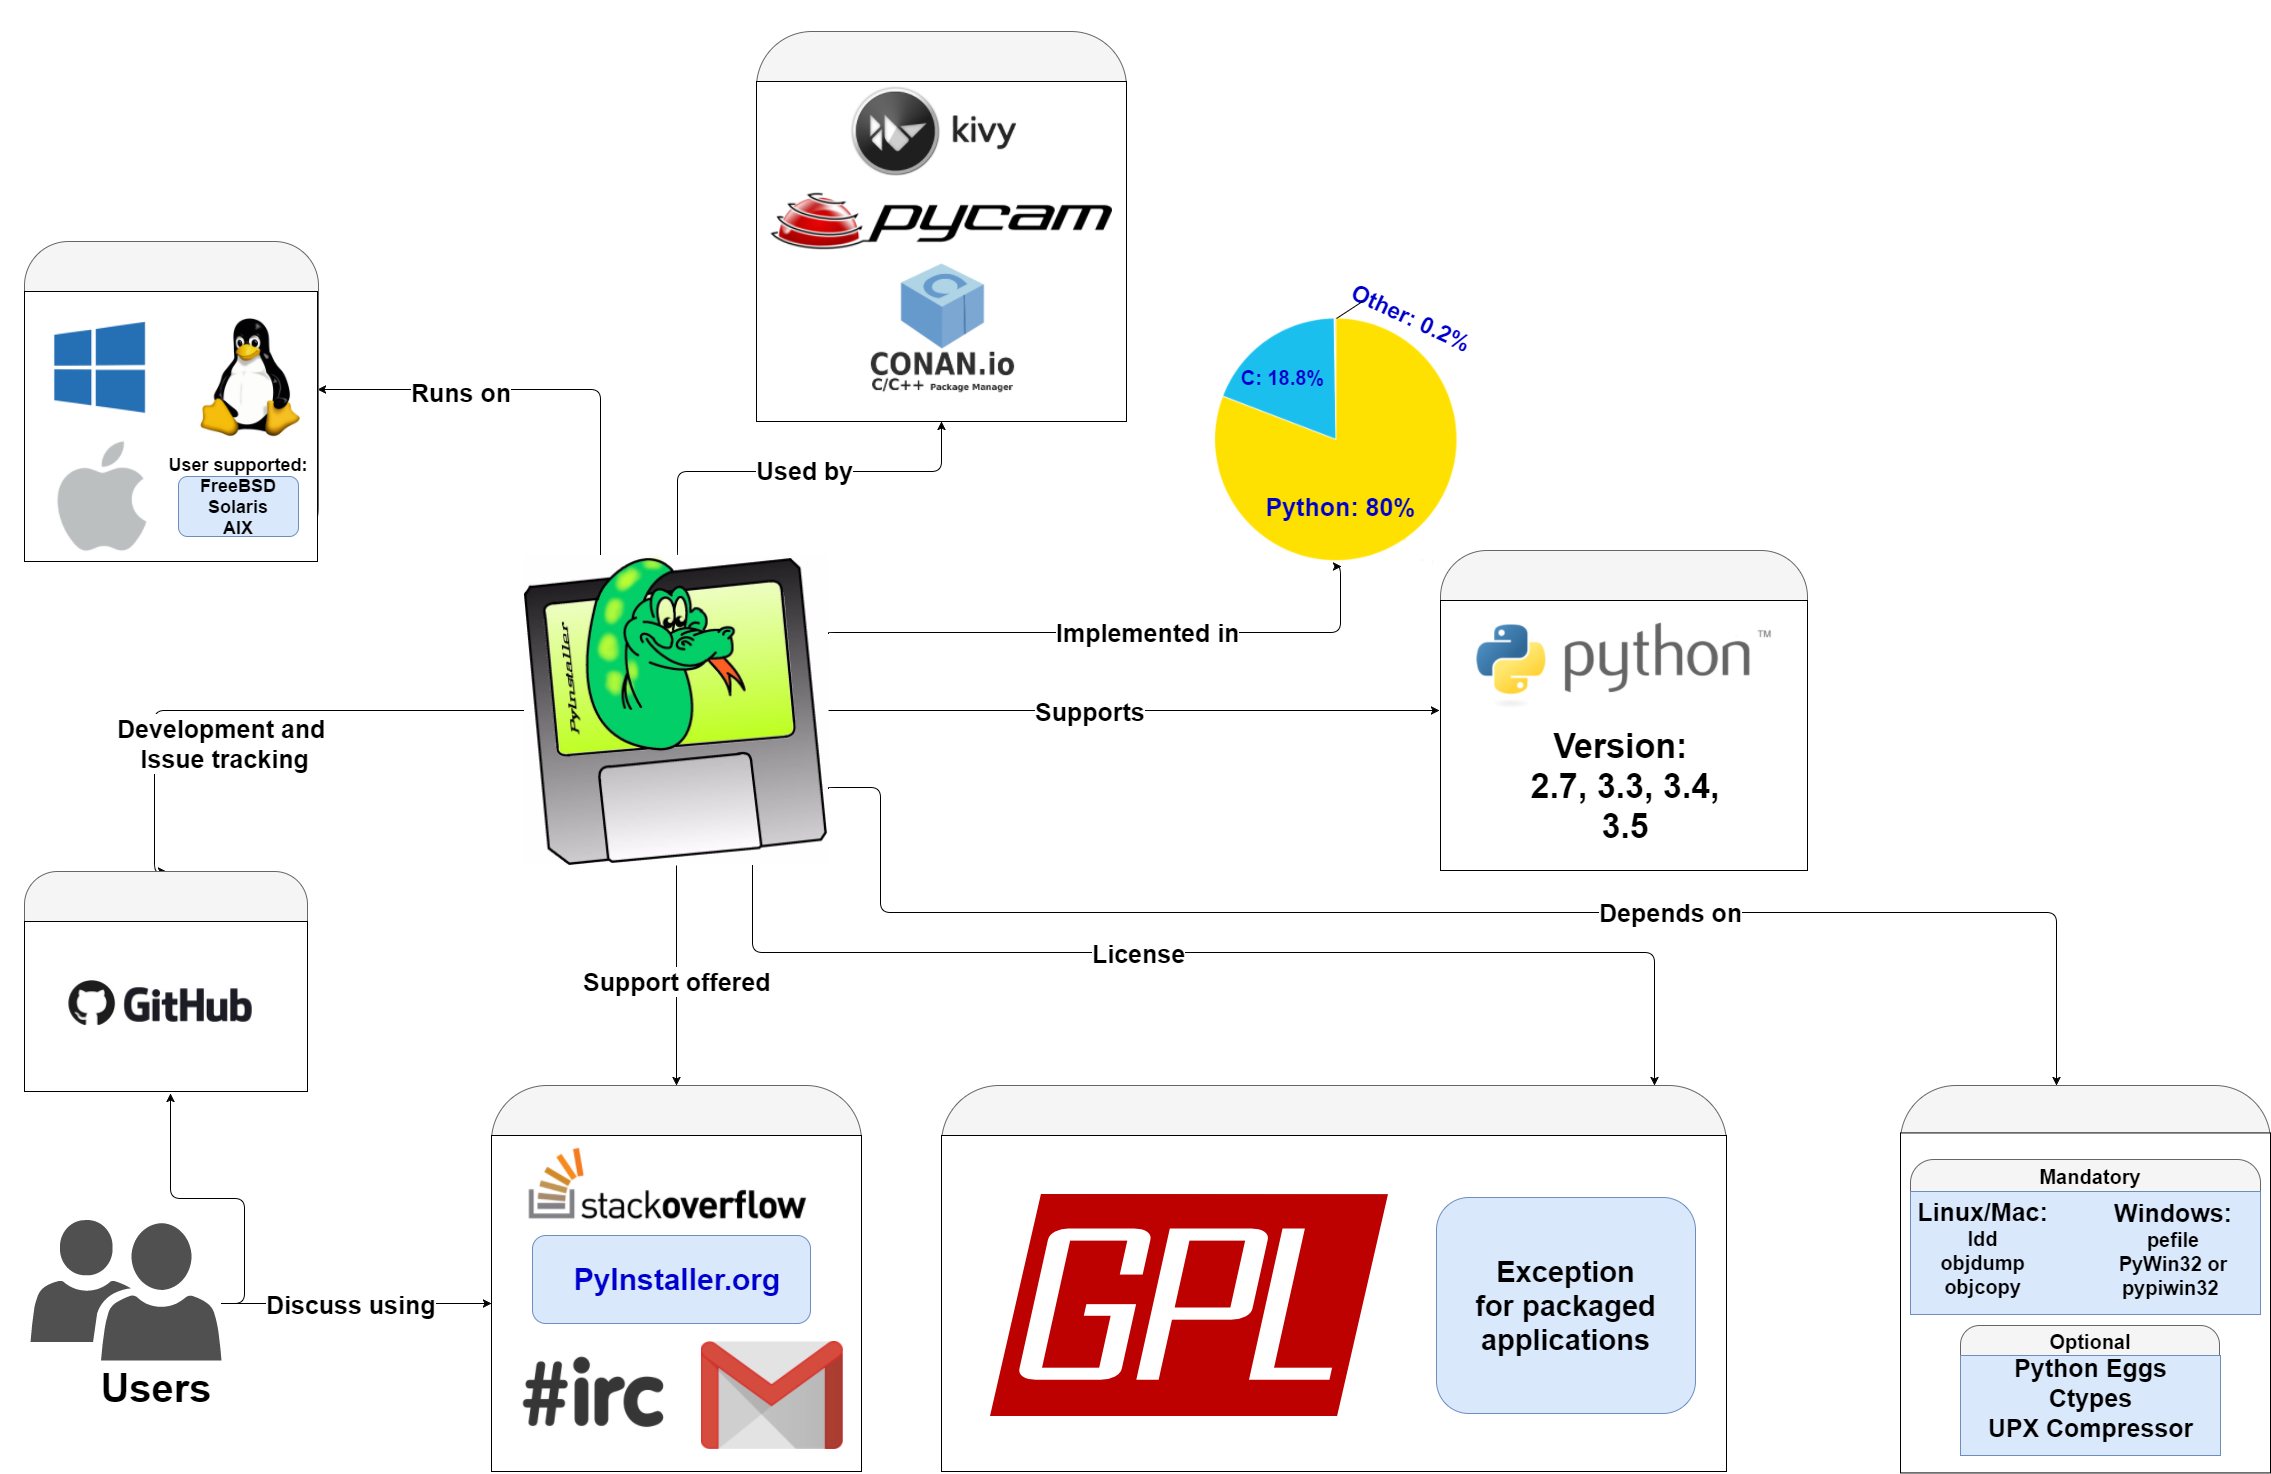 kivy
pycam
CONAN.io
C/C++ Package Manager
Other: 0.2%
C: 18.8%
Python: 80%
Runs on
User supported:
FreeBSD
Solaris
AIX
Used by
PyInstaller
Implemented in
Supports
python™
Version:
2.7, 3.3, 3.4,
3.5
Development and
Issue tracking
GitHub
Depends on
License
Support offered
stackoverflow
PyInstaller.org
#irc
Discuss using
Users
GPL
Exception
for packaged
applications
Mandatory
Linux/Mac:
ldd
objdump
objcopy
Windows:
pefile
PyWin32 or
pypiwin32
Optional
Python Eggs
Ctypes
UPX Compressor